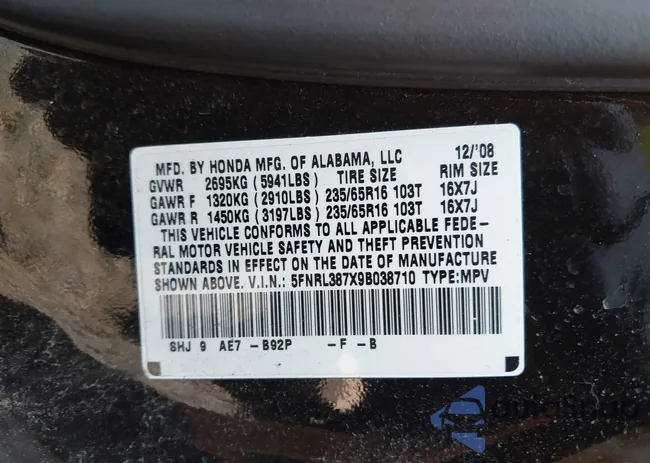 MFD. BY HONDA MFG. OF ALABAMA, LLC 12/'08
GVWR 2695KG (5941LBS) TIRE SIZE RIM SIZE
GAWR F 1320KG (2910LBS) 235/65R16 103T 16X7J
GAWR R 1450KG (3197LBS) 235/65R16 103T 16X7J
THIS VEHICLE CONFORMS TO ALL APPLICABLE FEDE-
RAL MOTOR VEHICLE SAFETY AND THEFT PREVENTION
STANDARDS IN EFFECT ON THE DATE OF MANUFACTURE
SHOWN ABOVE. V.I.N.: 5FNRL387X9B038710 TYPE:MPV
SHJ 9 AE7 -B92P -F -B